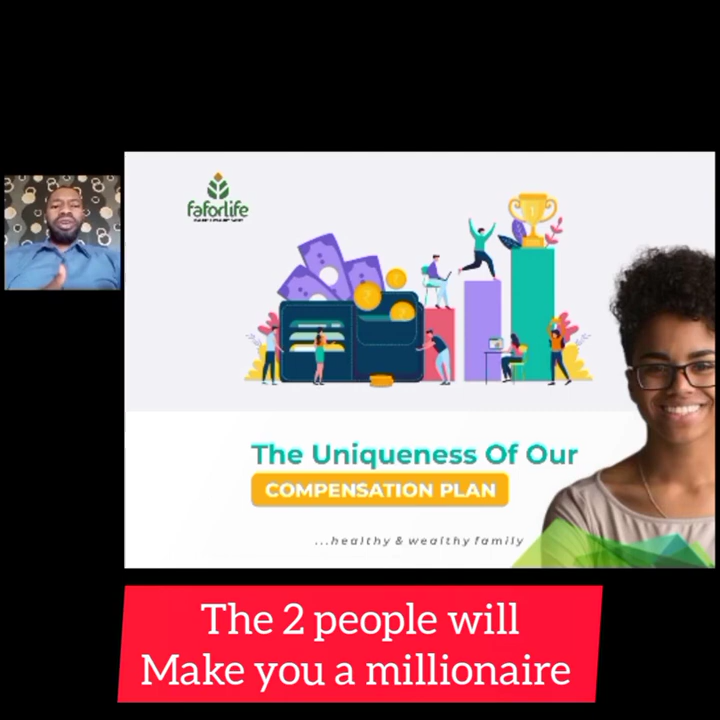 faforlife
The Uniqueness Of Our
COMPENSATION PLAN
...healthy & wealthy family
The 2 people will
Make you a millionaire